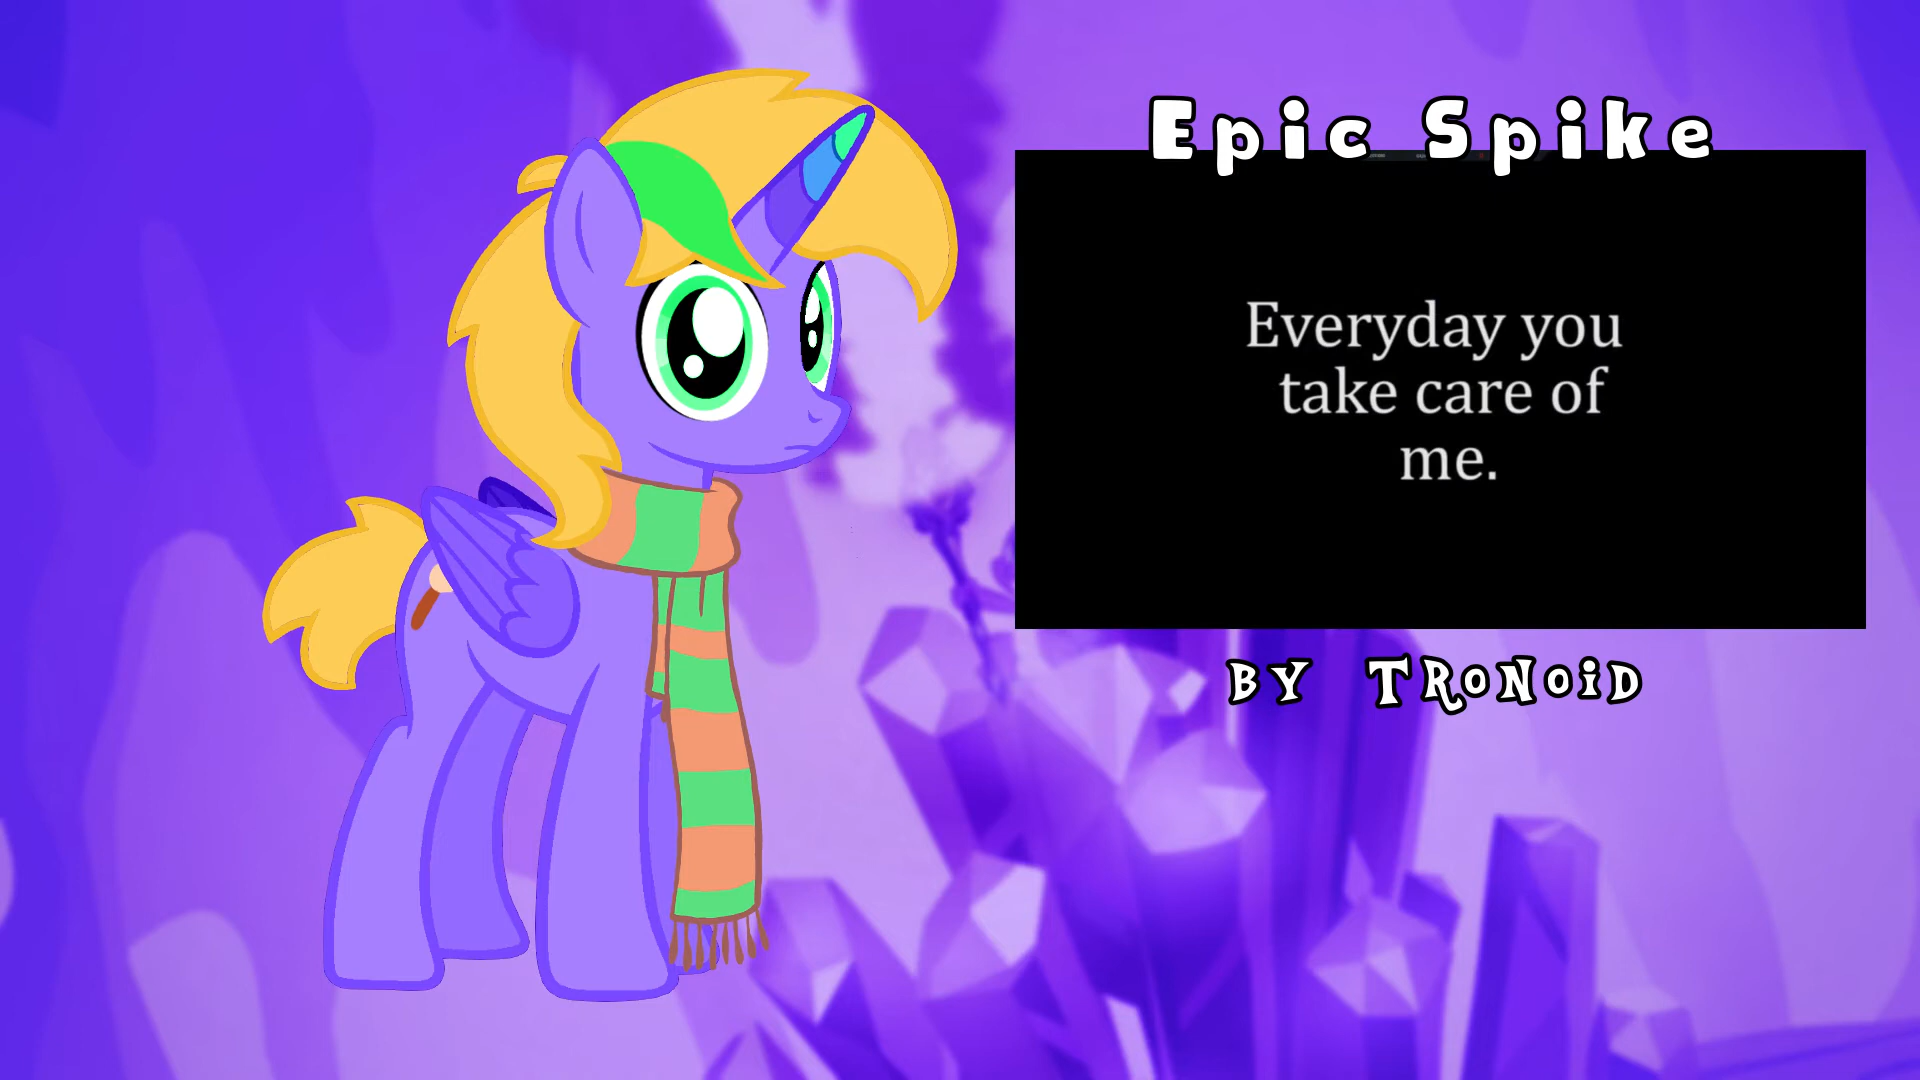 Epic Spike
Everyday you
take care of
me.
BY TRONOID